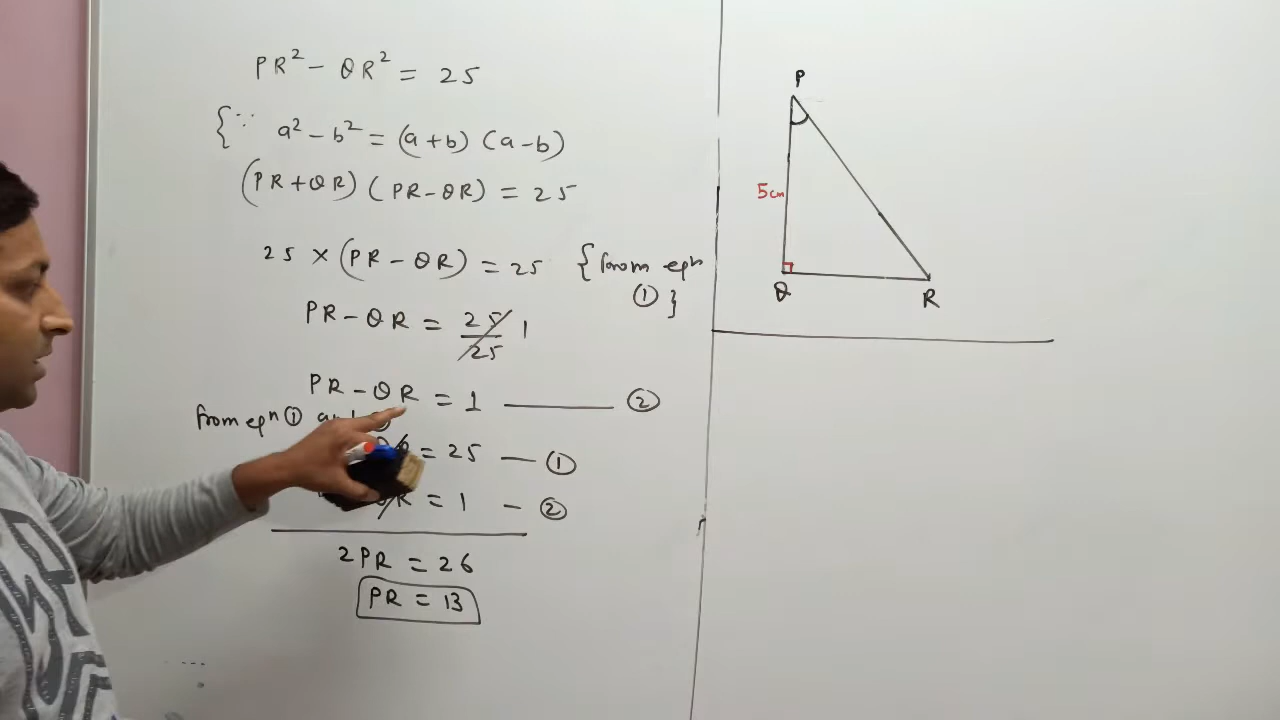 PR² - QR² = 25
{∵ a² - b² = (a+b) (a-b)
(PR+QR) (PR-QR) = 25
25 × (PR - QR) = 25 {from eqⁿ
① }
PR - QR = 25/25 1
PR - QR = 1 ——— ②
from eqⁿ ①
= 25 — ①
QR = 1 - ②
2PR = 26
PR = 13
P
5cm
Q R